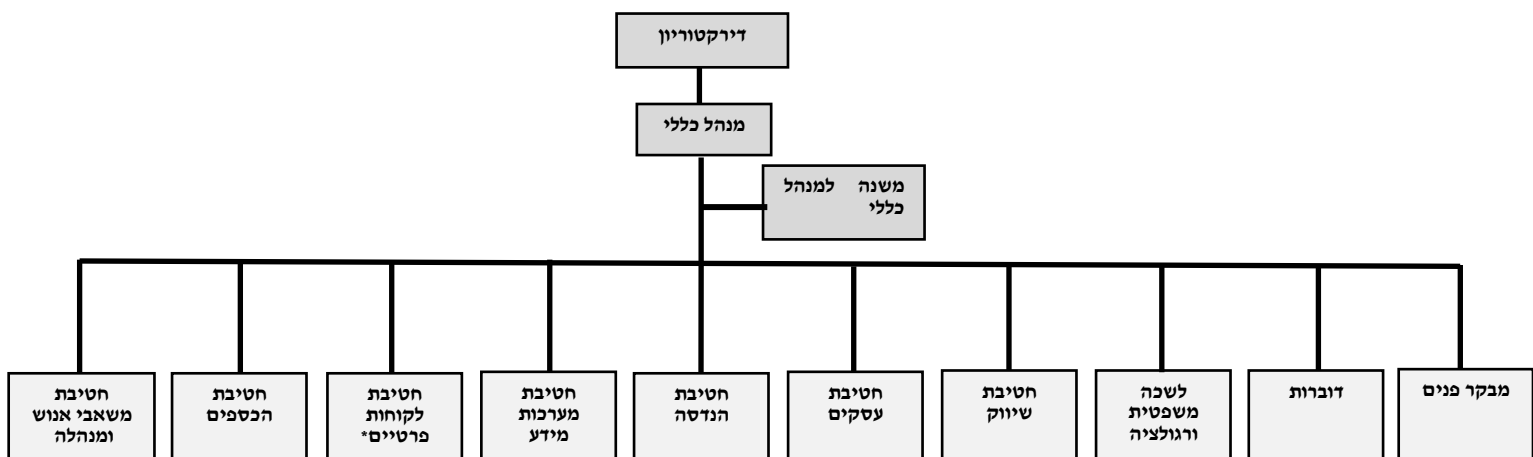 דירקטוריון
מנהל כללי
משנה למנהל
כללי
מבקר פנים
דוברות
לשכה
משפטית
ורגולציה
חטיבת
שיווק
חטיבת
עסקים
חטיבת
הנדסה
חטיבת
מערכות
מידע
חטיבת
לקוחות
פרטיים*
חטיבת
הכספים
חטיבת
משאבי אנוש
ומנהלה